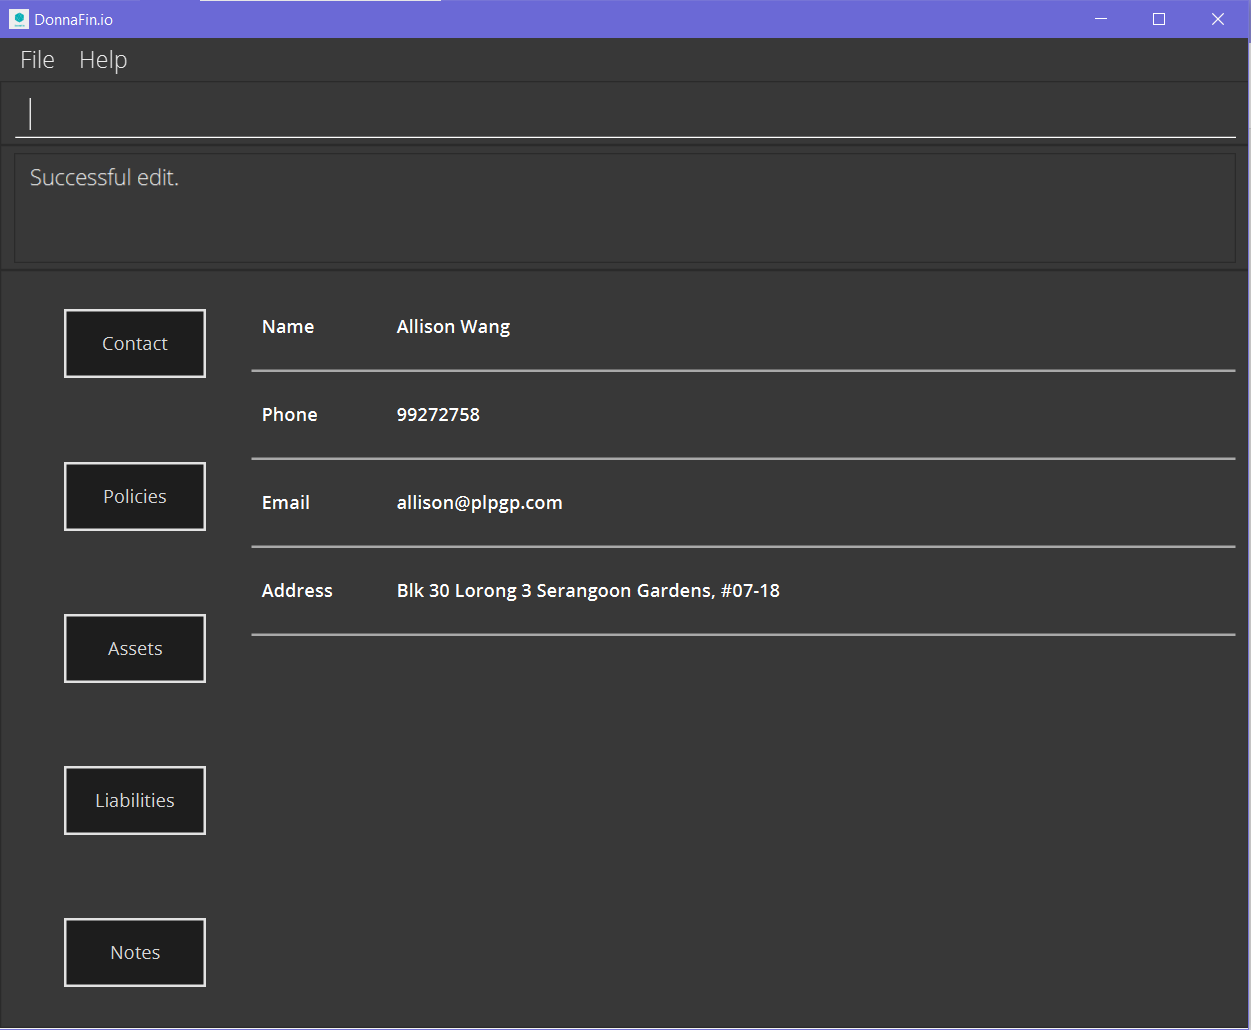 DonnaFin.io
File Help
Successful edit.
Contact
Name Allison Wang
Phone 99272758
Policies
Email allison@plpgp.com
Address Blk 30 Lorong 3 Serangoon Gardens, #07-18
Assets
Liabilities
Notes